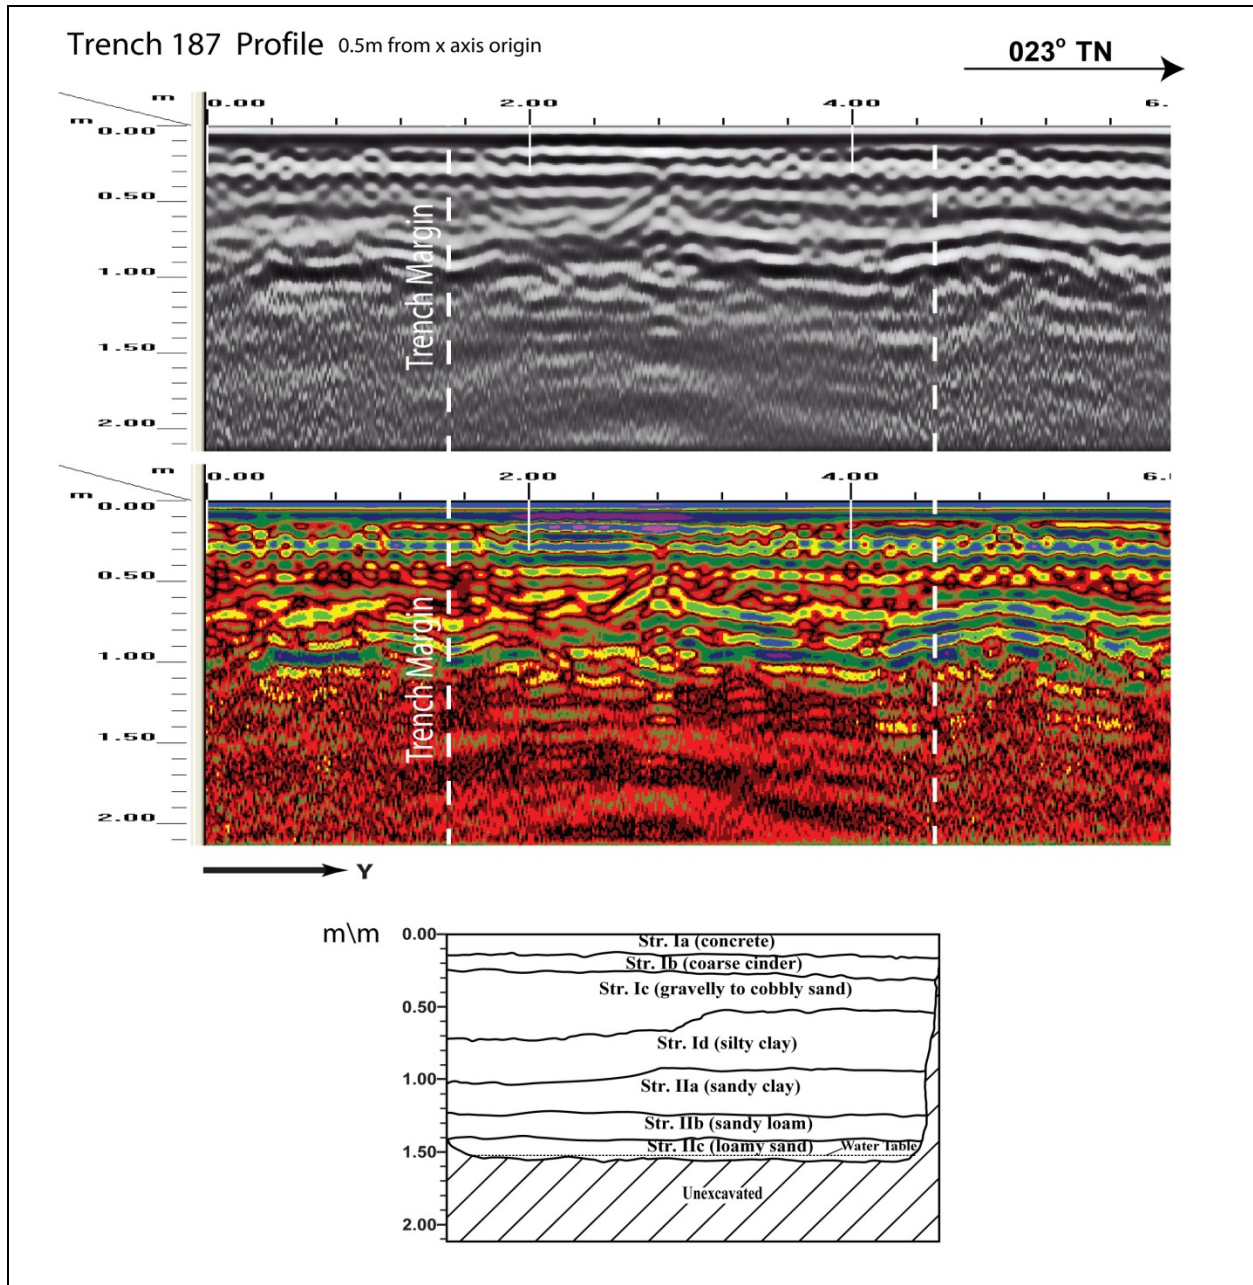 Trench 187 Profile 0.5m from x axis origin
023° TN
m
0.00 2.00 4.00 6.
m
0.00
0.50
1.00
1.50
2.00
Trench Margin
m
0.00 2.00 4.00 6.
m
0.00
0.50
1.00
1.50
2.00
Trench Margin
Y
m\m
0.00
0.50
1.00
1.50
2.00
Str. Ia (concrete)
Str. Ib (coarse cinder)
Str. Ic (gravelly to cobbly sand)
Str. Id (silty clay)
Str. IIa (sandy clay)
Str. IIb (sandy loam)
Str. IIc (loamy sand)
Water Table
Unexcavated